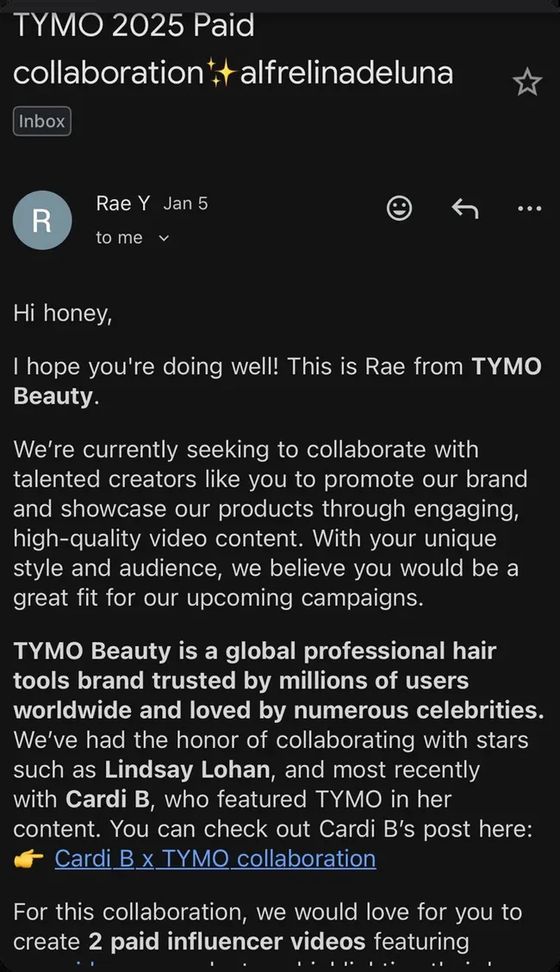 TYMO 2025 Paid
collaboration✨alfrelinadeluna
Inbox
R
Rae Y Jan 5
to me
Hi honey,
I hope you're doing well! This is Rae from TYMO
Beauty.
We’re currently seeking to collaborate with
talented creators like you to promote our brand
and showcase our products through engaging,
high-quality video content. With your unique
style and audience, we believe you would be a
great fit for our upcoming campaigns.
TYMO Beauty is a global professional hair
tools brand trusted by millions of users
worldwide and loved by numerous celebrities.
We’ve had the honor of collaborating with stars
such as Lindsay Lohan, and most recently
with Cardi B, who featured TYMO in her
content. You can check out Cardi B’s post here:
👉 Cardi B x TYMO collaboration
For this collaboration, we would love for you to
create 2 paid influencer videos featuring